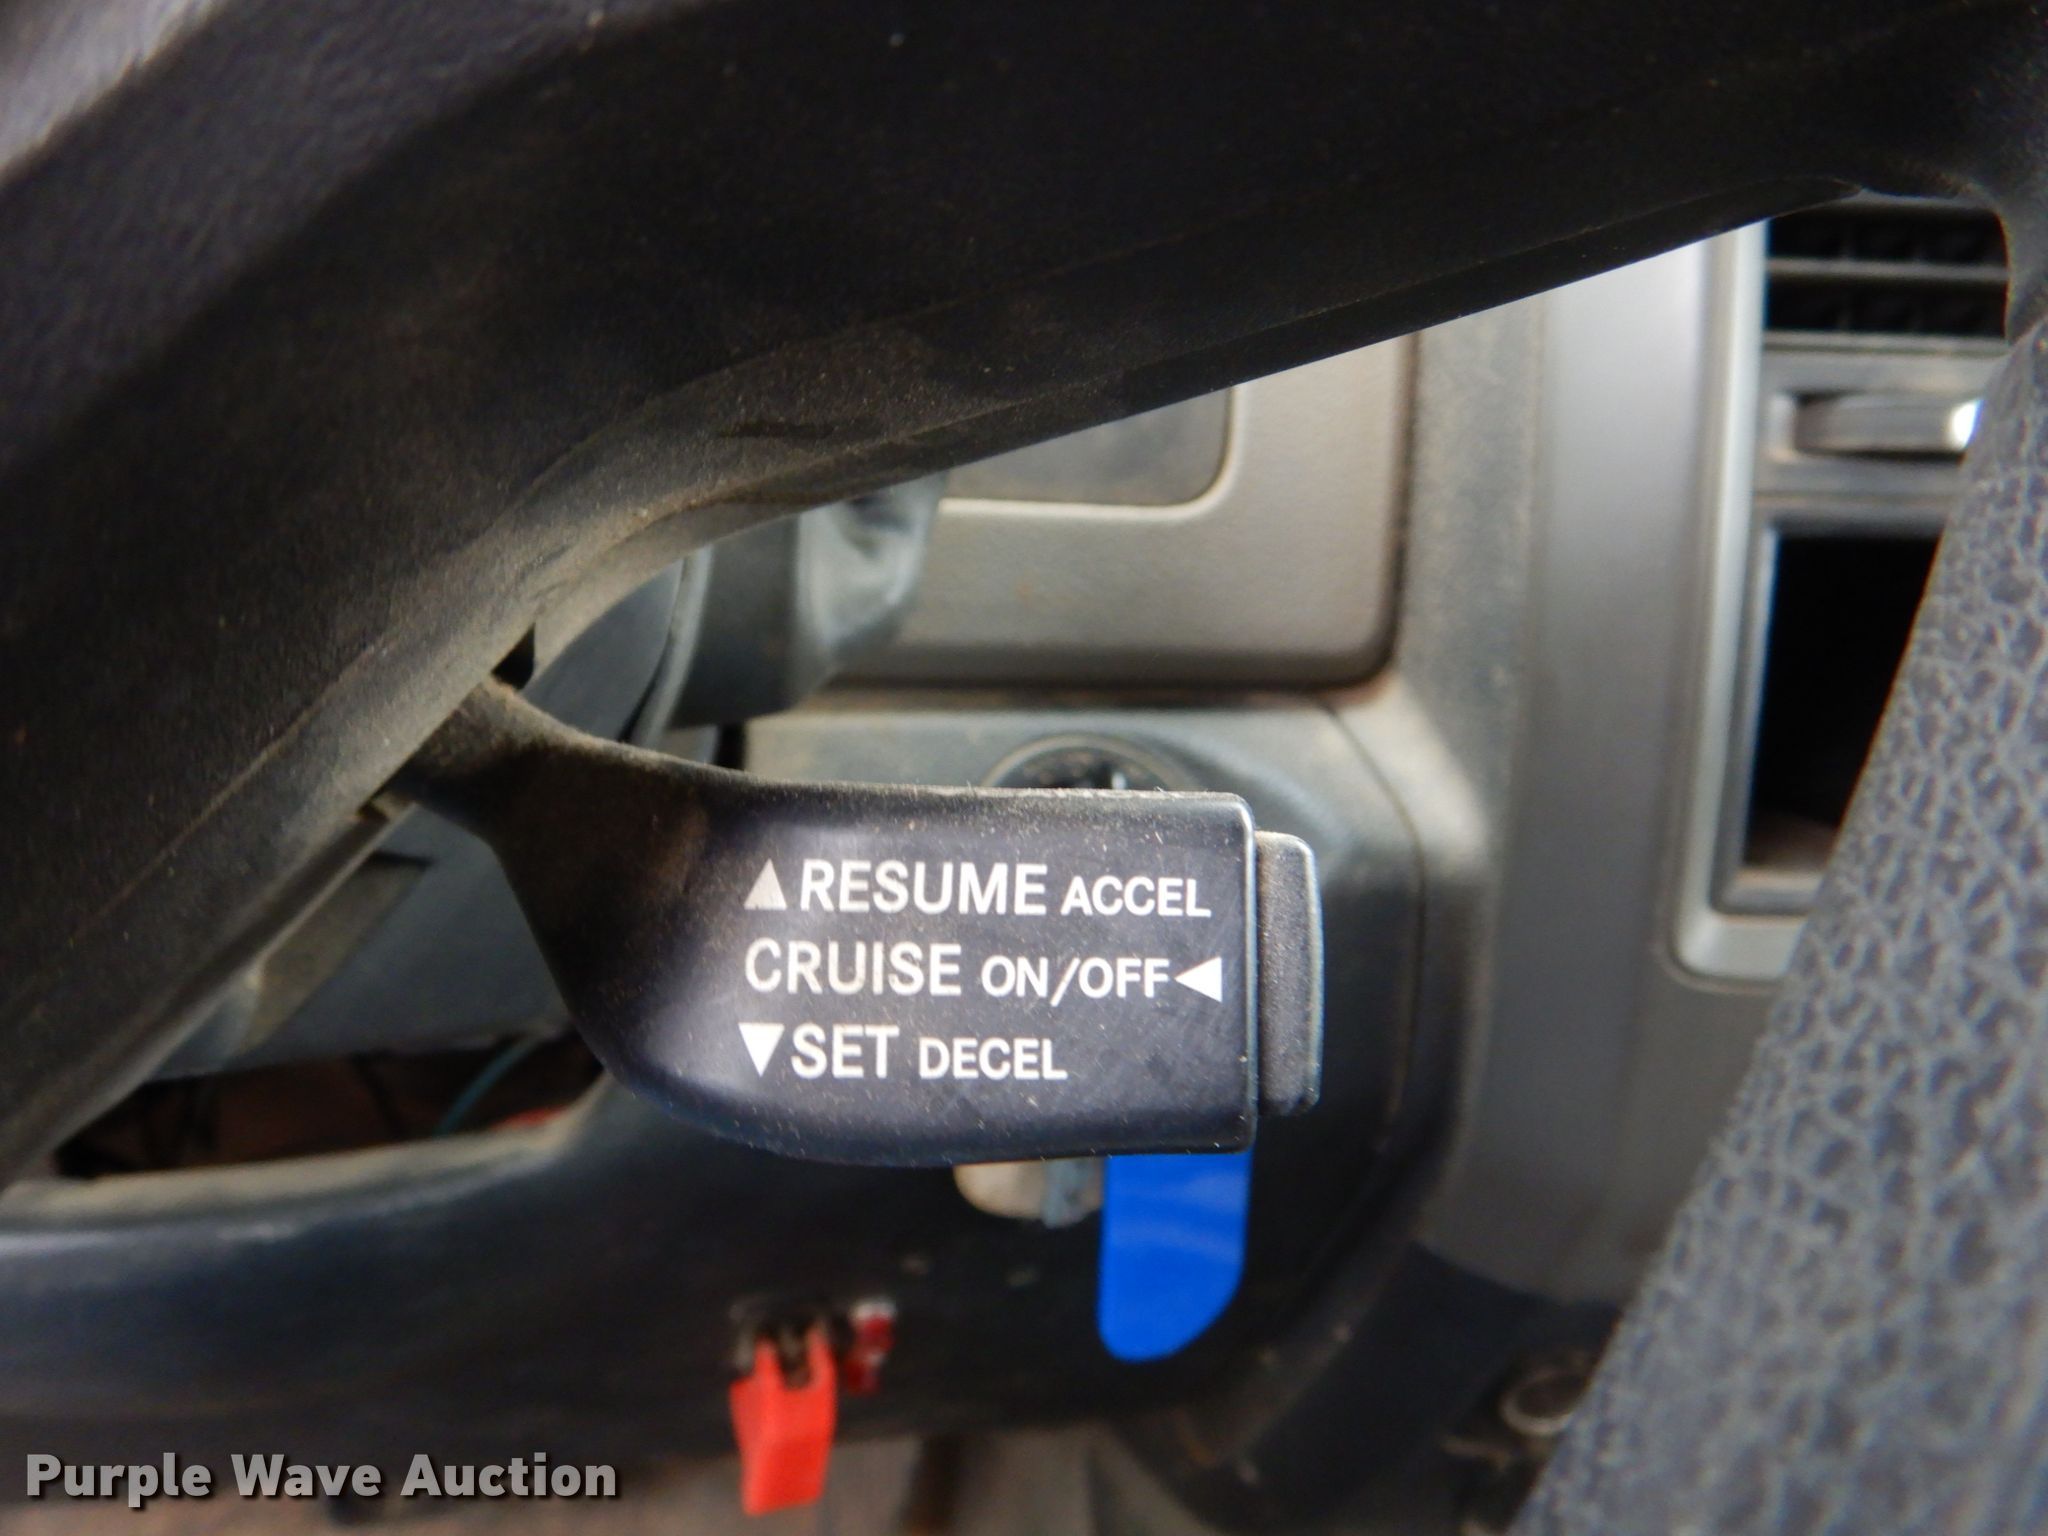 ▲RESUME ACCEL
CRUISE ON/OFF◀
▼SET DECEL
Purple Wave Auction